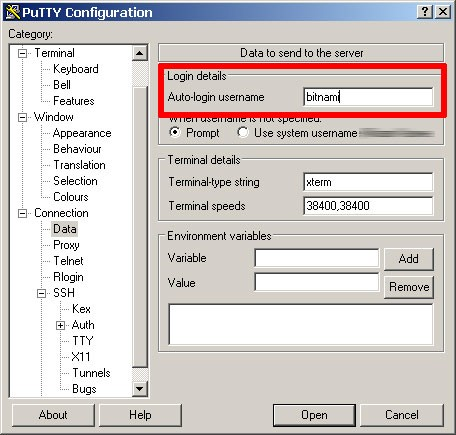 PuTTY Configuration
Category:
Terminal
Keyboard
Bell
Features
Window
Appearance
Behaviour
Translation
Selection
Colours
Connection
Data
Proxy
Telnet
Rlogin
SSH
Kex
Auth
TTY
X11
Tunnels
Bugs
Data to send to the server
Login details
Auto-login username bitnami
When username is not specified:
Prompt Use system username
Terminal details
Terminal-type string xterm
Terminal speeds 38400,38400
Environment variables
Variable Add
Value Remove
About Help Open Cancel